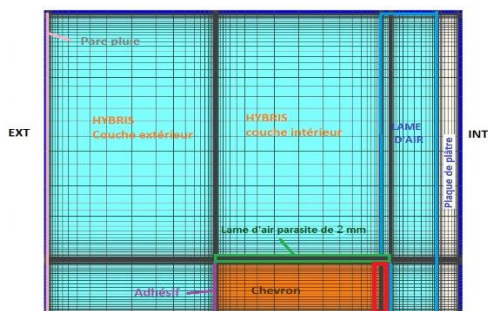 Pare pluie
HYBRIS
Couche extérieur
HYBRIS
couche intérieur
LAME
D'AIR
EXT
INT
Plaque de plâtre
Lame d'air parasite de 2 mm
Adhésif
Chevron